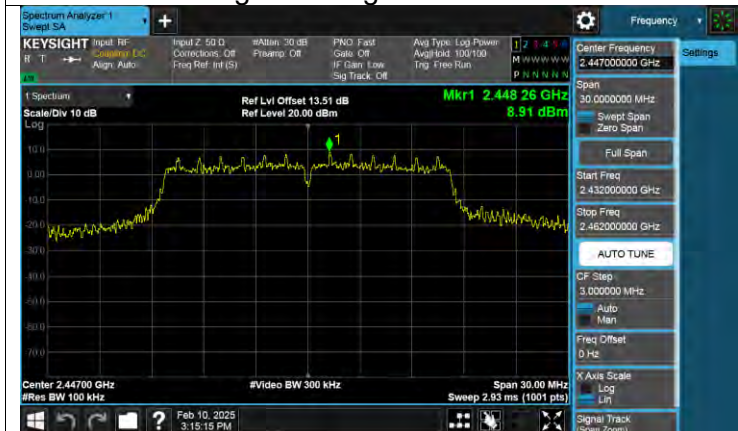 Spectrum Analyzer 1
Swept SA
Frequency
KEYSIGHT
R T
Input: RF
Coupling: DC
Align: Auto
Input Z: 50 Ω
Corrections: Off
Freq Ref: Int (S)
#Atten: 30 dB
Preamp: Off
PNO: Fast
Gate: Off
IF Gain: Low
Sig Track: Off
Avg Type: Log-Power
Avg|Hold: 100/100
Trig: Free Run
1 2 3 4 5 6
M W W W W W
P N N N N N
1 Spectrum
Scale/Div 10 dB
Log
Ref Lvl Offset 13.51 dB
Ref Level 20.00 dBm
Mkr1 2.448 26 GHz
8.91 dBm
1
10.0
0.00
-10.0
-20.0
-30.0
-40.0
-50.0
-60.0
-70.0
Center 2.44700 GHz
#Res BW 100 kHz
#Video BW 300 kHz
Span 30.00 MHz
Sweep 2.93 ms (1001 pts)
Center Frequency
2.447000000 GHz
Settings
Span
30.0000000 MHz
Swept Span
Zero Span
Full Span
Start Freq
2.432000000 GHz
Stop Freq
2.462000000 GHz
AUTO TUNE
CF Step
3.000000 MHz
Auto
Man
Freq Offset
0 Hz
X Axis Scale
Log
Lin
Signal Track
(Span Zoom)
?
Feb 10, 2025
3:15:15 PM